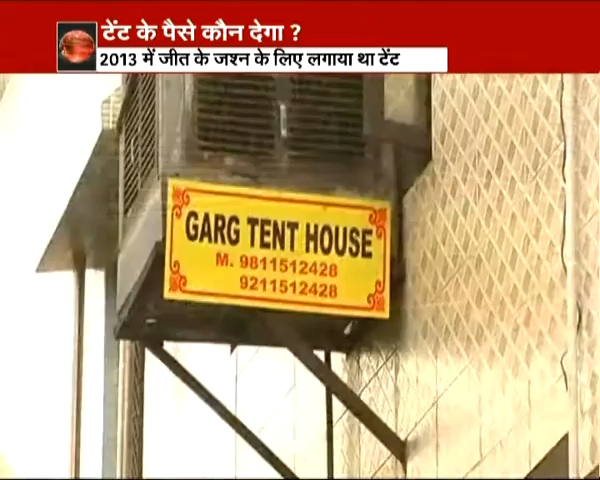 टेंट के पैसे कौन देगा ?
2013 में जीत के जश्न के लिए लगाया था टेंट
GARG TENT HOUSE
M. 9811512428
9211512428